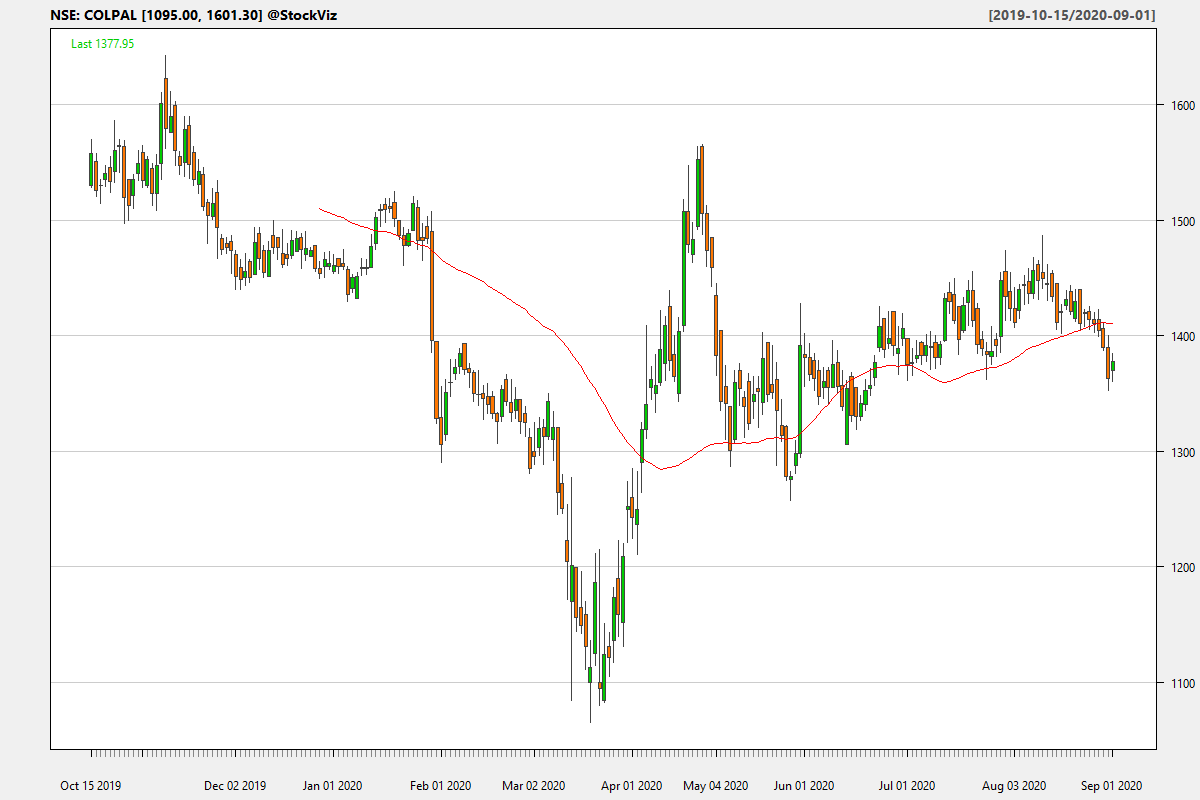 NSE: COLPAL [1095.00, 1601.30] @StockViz
[2019-10-15/2020-09-01]
Last 1377.95
1600
1500
1400
1300
1200
1100
Oct 15 2019
Dec 02 2019
Jan 01 2020
Feb 01 2020
Mar 02 2020
Apr 01 2020
May 04 2020
Jun 01 2020
Jul 01 2020
Aug 03 2020
Sep 01 2020